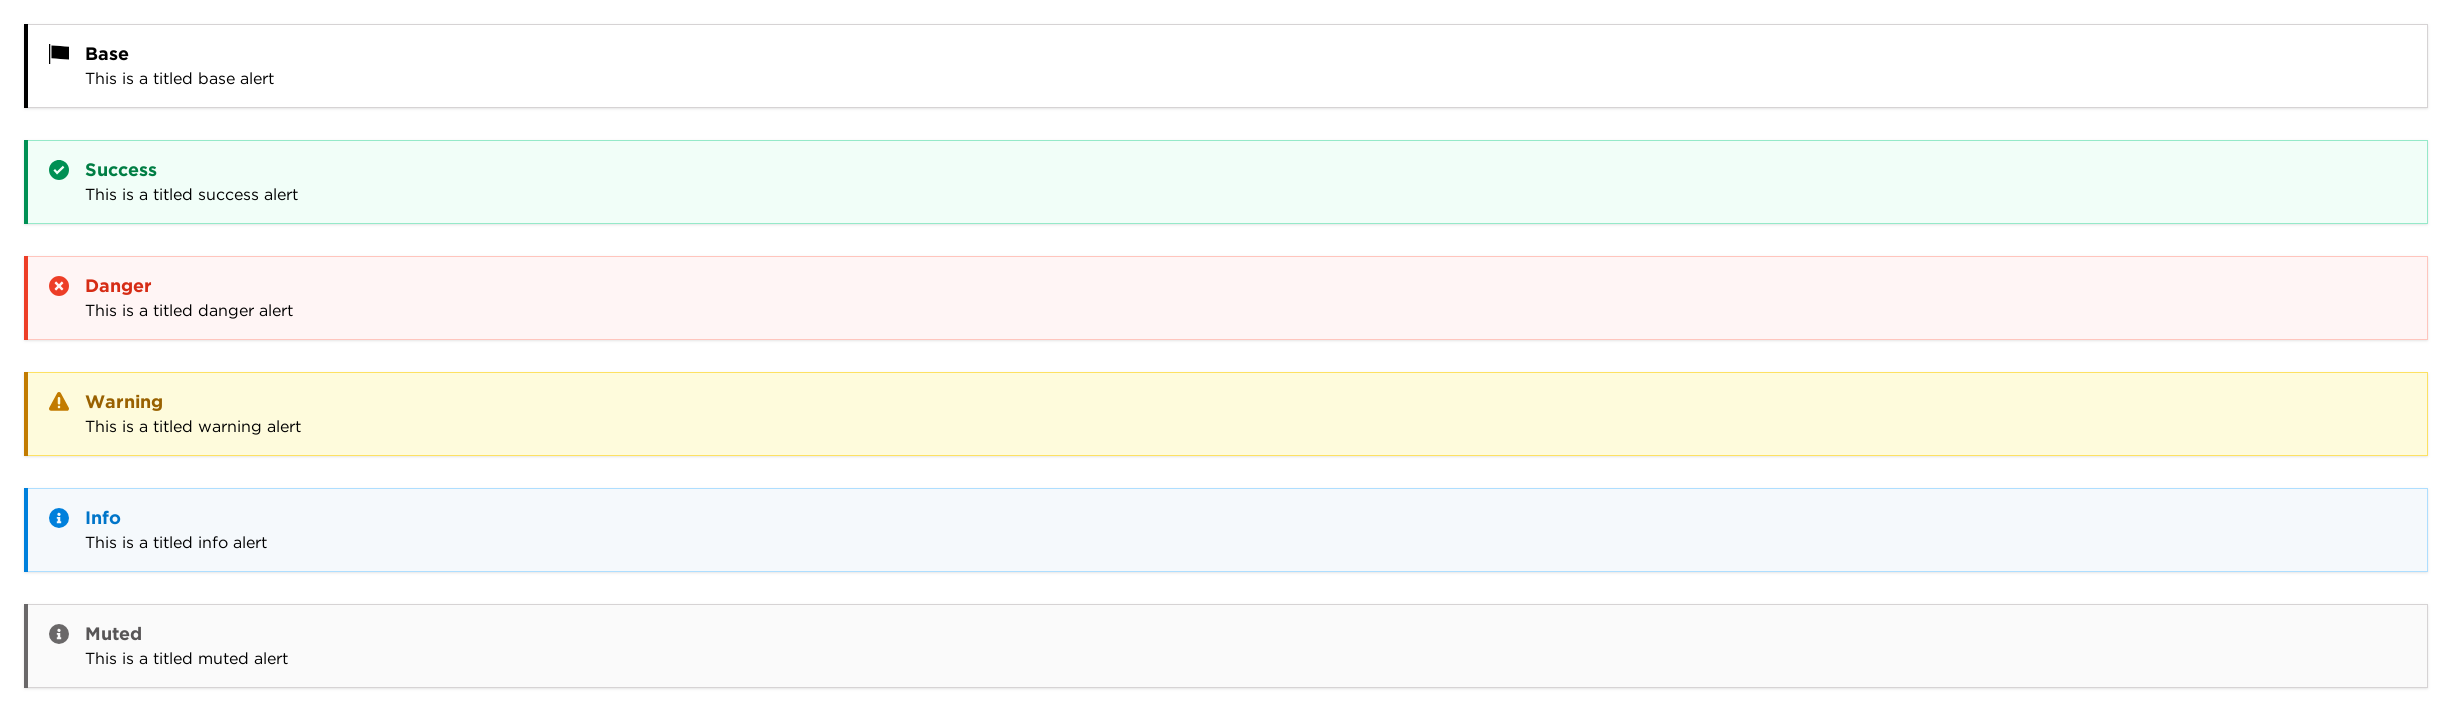 Base
This is a titled base alert
Success
This is a titled success alert
Danger
This is a titled danger alert
Warning
This is a titled warning alert
Info
This is a titled info alert
Muted
This is a titled muted alert